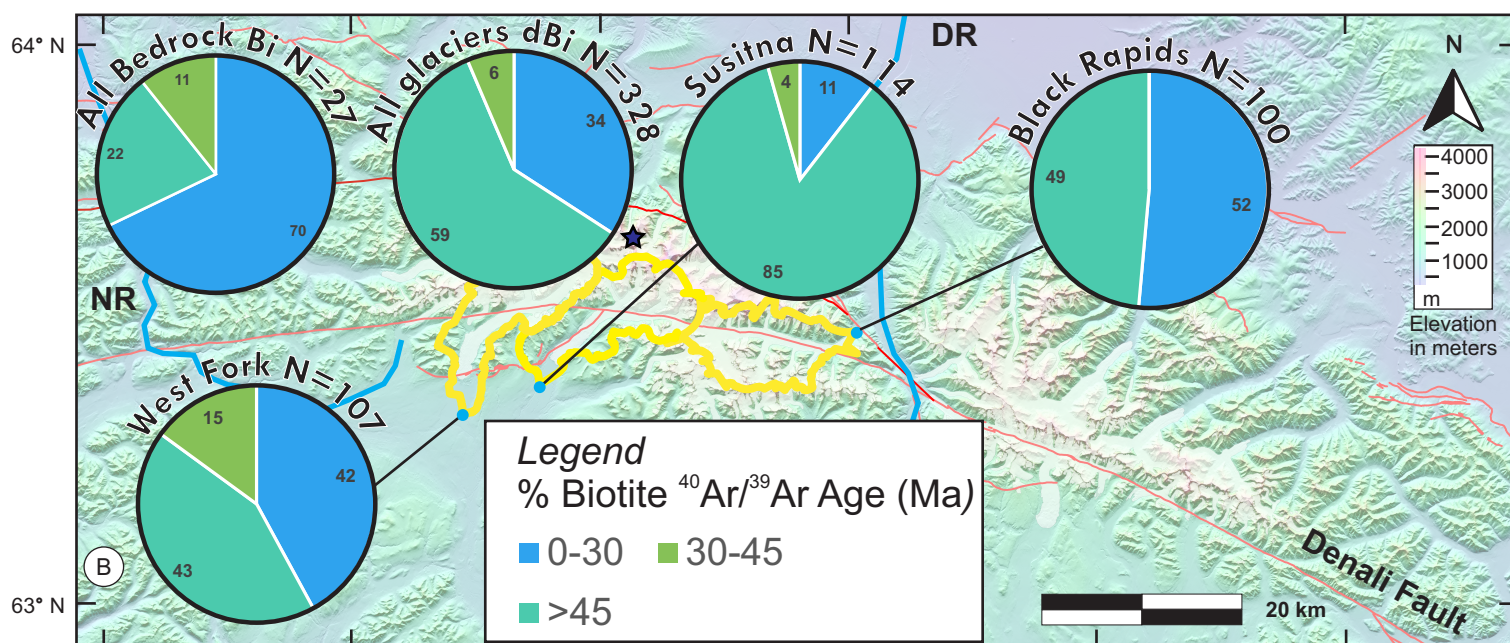 64° N
DR
N
All Bedrock Bi N=27
11
22
70
All glaciers dBi N=328
6
34
59
Susitna N=114
4
11
85
Black Rapids N=100
49
52
4000
3000
2000
1000
m
Elevation
in meters
NR
West Fork N=107
15
42
43
B
63° N
Legend
% Biotite ⁴⁰Ar/³⁹Ar Age (Ma)
0-30
30-45
>45
20 km
Denali Fault